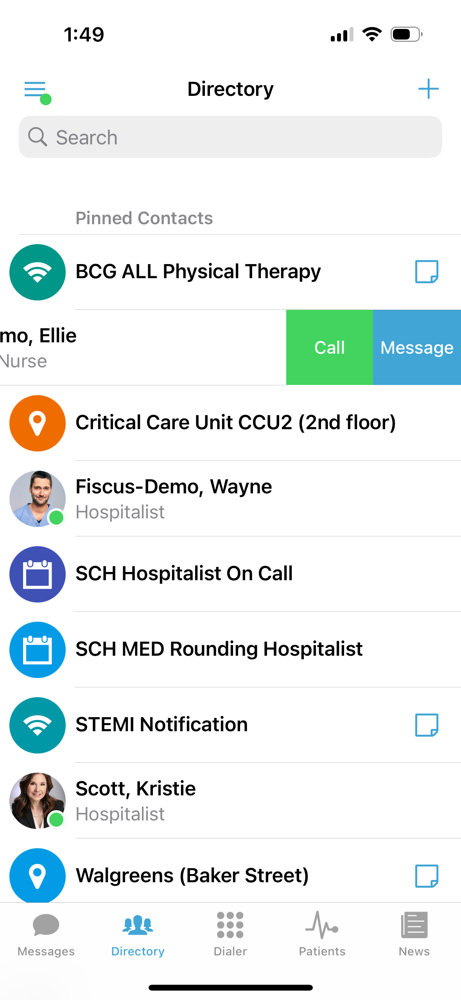 1:49
Directory
Search
Pinned Contacts
BCG ALL Physical Therapy
mo, Ellie
Nurse
Call
Message
Critical Care Unit CCU2 (2nd floor)
Fiscus-Demo, Wayne
Hospitalist
SCH Hospitalist On Call
SCH MED Rounding Hospitalist
STEMI Notification
Scott, Kristie
Hospitalist
Walgreens (Baker Street)
Messages
Directory
Dialer
Patients
News